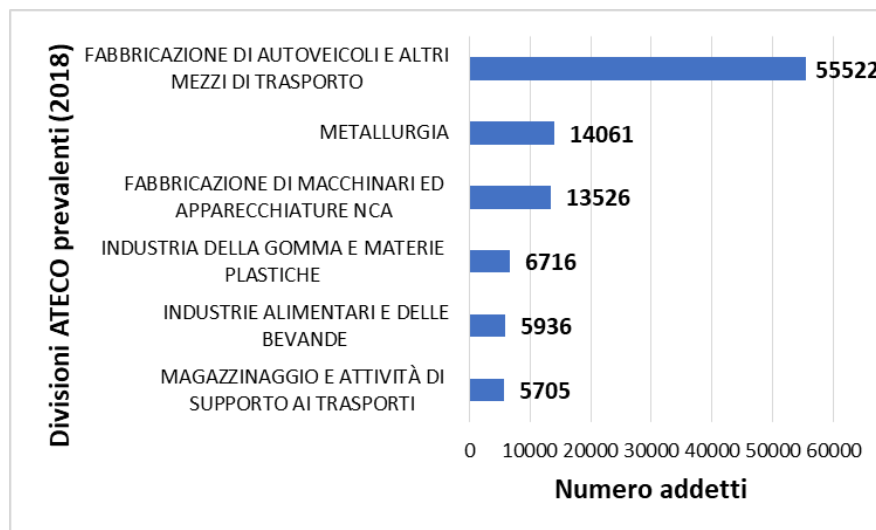 Divisioni ATECO prevalenti (2018)
FABBRICAZIONE DI AUTOVEICOLI E ALTRI
MEZZI DI TRASPORTO
55522
METALLURGIA
14061
FABBRICAZIONE DI MACCHINARI ED
APPARECCHIATURE NCA
13526
INDUSTRIA DELLA GOMMA E MATERIE
PLASTICHE
6716
INDUSTRIE ALIMENTARI E DELLE
BEVANDE
5936
MAGAZZINAGGIO E ATTIVITÀ DI
SUPPORTO AI TRASPORTI
5705
0 10000 20000 30000 40000 50000 60000
Numero addetti